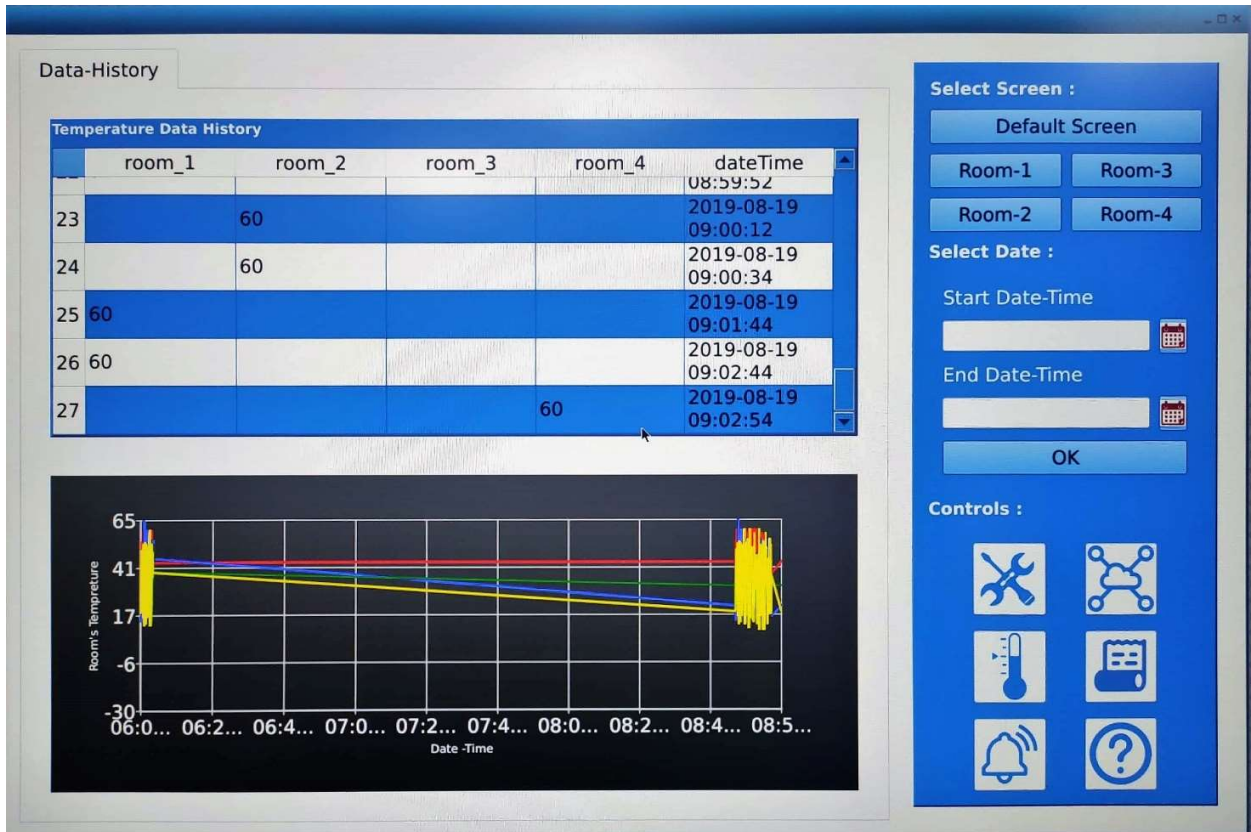 Data-History
Temperature Data History
room_1 room_2 room_3 room_4 dateTime
08:59:52
23 60 2019-08-19
09:00:12
24 60 2019-08-19
09:00:34
25 60 2019-08-19
09:01:44
26 60 2019-08-19
09:02:44
27 60 2019-08-19
09:02:54
65
41
17
-6
-30
Room's Tempreture
06:0... 06:2... 06:4... 07:0... 07:2... 07:4... 08:0... 08:2... 08:4... 08:5...
Date -Time
Select Screen :
Default Screen
Room-1 Room-3
Room-2 Room-4
Select Date :
Start Date-Time
End Date-Time
OK
Controls :